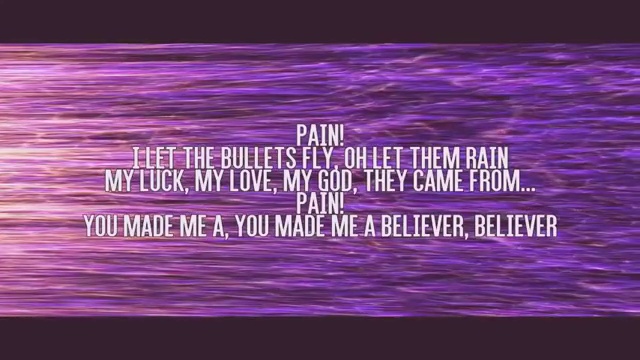 PAIN!
I LET THE BULLETS FLY, OH LET THEM RAIN
MY LUCK, MY LOVE, MY GOD, THEY CAME FROM...
PAIN!
YOU MADE ME A, YOU MADE ME A BELIEVER, BELIEVER